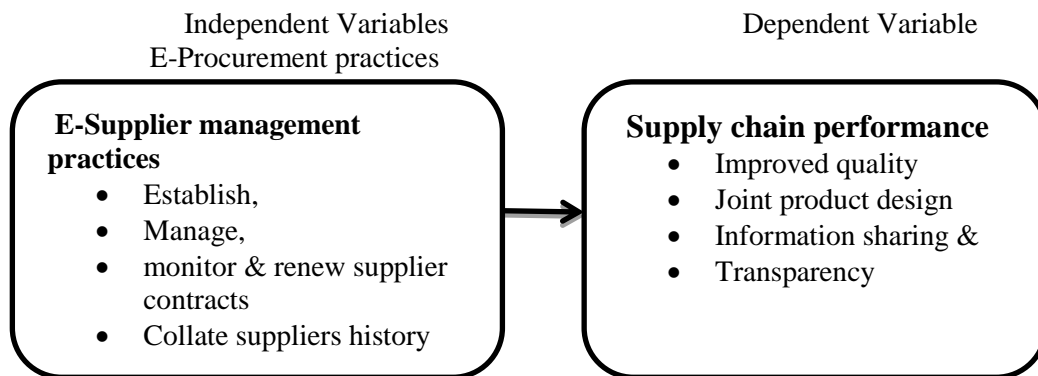 Independent Variables
E-Procurement practices
Dependent Variable
E-Supplier management
practices
• Establish,
• Manage,
• monitor & renew supplier
contracts
• Collate suppliers history
Supply chain performance
• Improved quality
• Joint product design
• Information sharing &
• Transparency